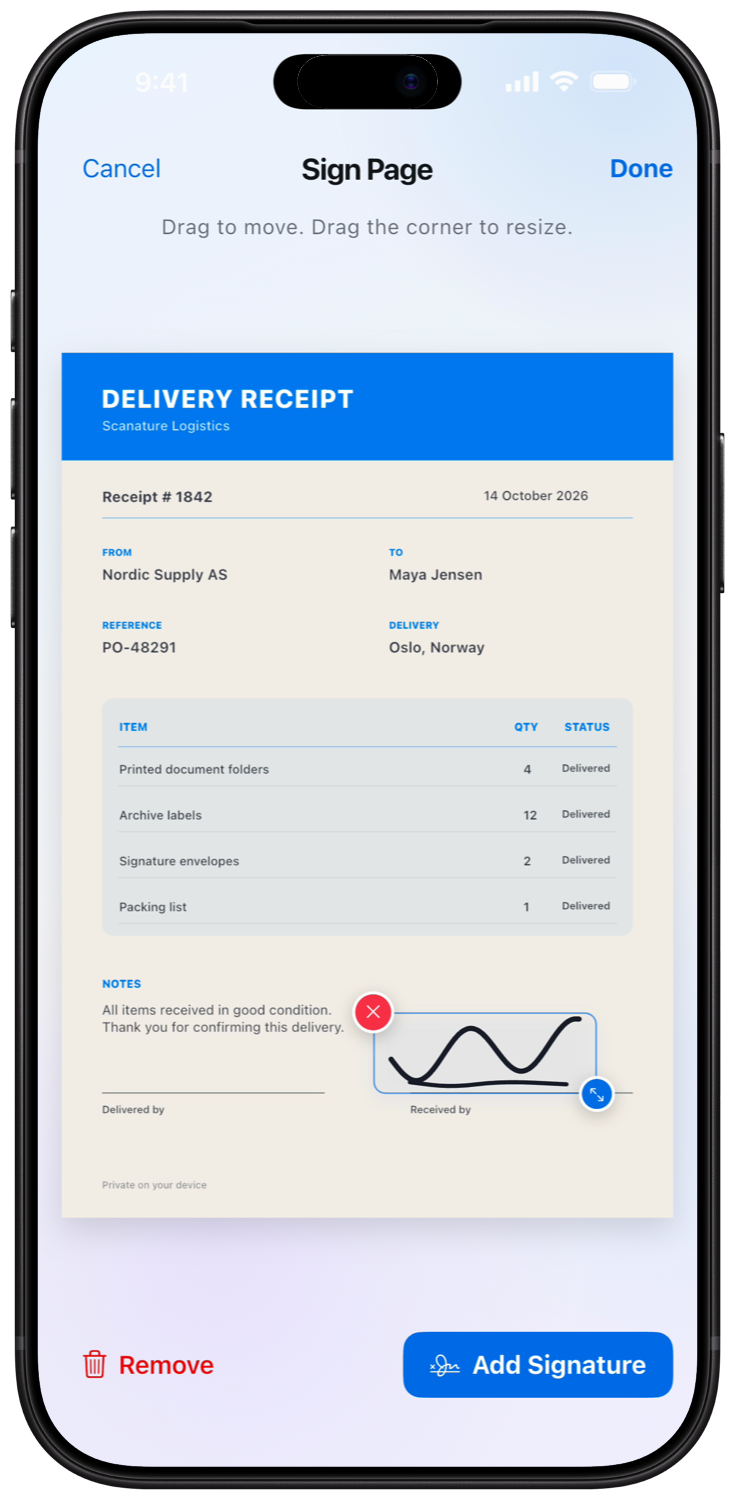 9:41
Cancel Sign Page Done
Drag to move. Drag the corner to resize.
DELIVERY RECEIPT
Scanature Logistics
Receipt # 1842 14 October 2026
FROM TO
Nordic Supply AS Maya Jensen
REFERENCE DELIVERY
PO-48291 Oslo, Norway
ITEM QTY STATUS
Printed document folders 4 Delivered
Archive labels 12 Delivered
Signature envelopes 2 Delivered
Packing list 1 Delivered
NOTES
All items received in good condition.
Thank you for confirming this delivery.
Delivered by Received by
Private on your device
Remove Add Signature